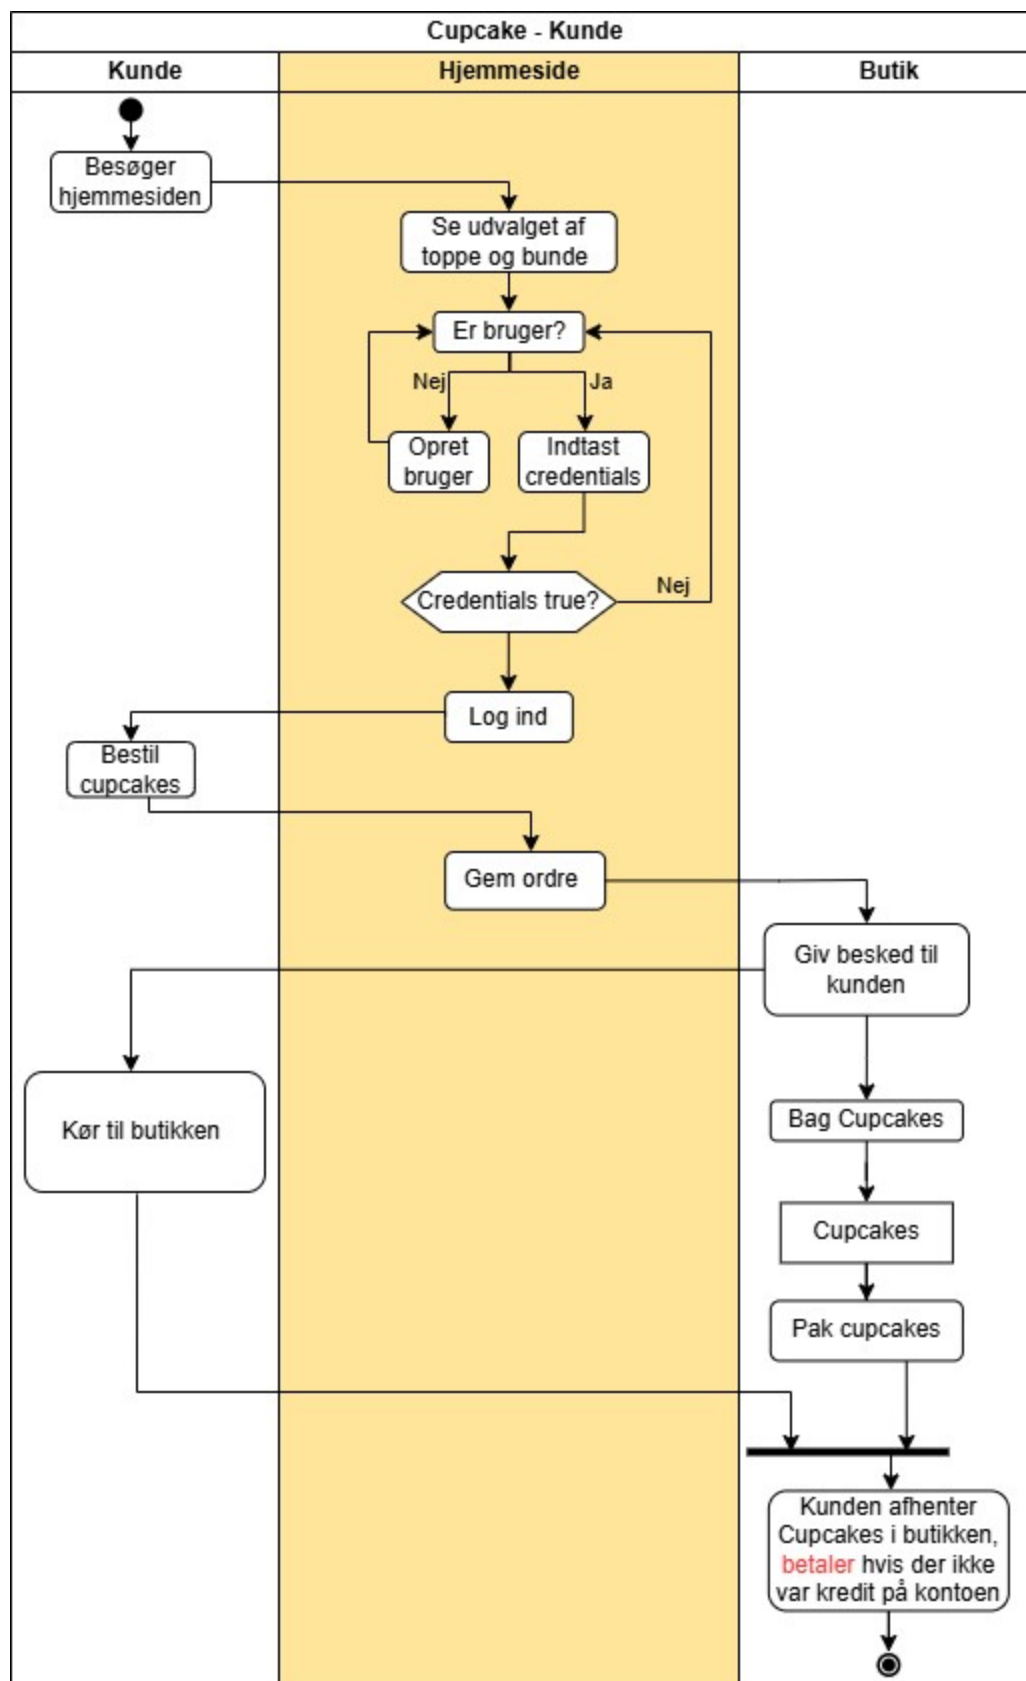 Cupcake - Kunde
Kunde
Hjemmeside
Butik
Besøger
hjemmesiden
Se udvalget af
toppe og bunde
Er bruger?
Nej
Ja
Opret
bruger
Indtast
credentials
Credentials true?
Nej
Log ind
Bestil
cupcakes
Gem ordre
Giv besked til
kunden
Kør til butikken
Bag Cupcakes
Cupcakes
Pak cupcakes
Kunden afhenter
Cupcakes i butikken,
betaler hvis der ikke
var kredit på kontoen